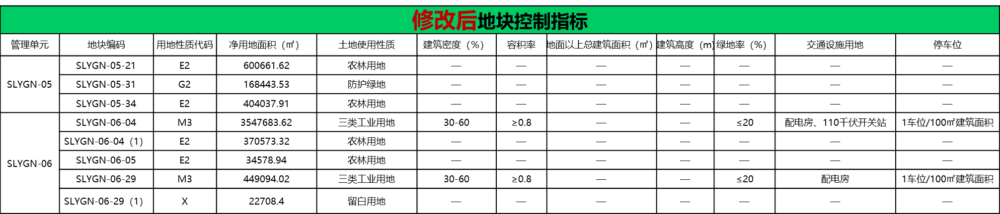 修改后地块控制指标
管理单元 地块编码 用地性质代码 净用地面积（㎡） 土地使用性质 建筑密度（%） 容积率 地面以上总建筑面积（㎡） 建筑高度（m） 绿地率（%） 交通设施用地 停车位
SLYGN-05 SLYGN-05-21 E2 600661.62 农林用地 — — — — — — —
SLYGN-05-31 G2 168443.53 防护绿地 — — — — — — —
SLYGN-05-34 E2 404037.91 农林用地 — — — — — — —
SLYGN-06 SLYGN-06-04 M3 3547683.62 三类工业用地 30-60 ≥0.8 — — ≤20 配电房、110千伏开关站 1车位/100㎡建筑面积
SLYGN-06-04（1） E2 370573.32 农林用地 — — — — — — —
SLYGN-06-05 E2 34578.94 农林用地 — — — — — — —
SLYGN-06-29 M3 449094.02 三类工业用地 30-60 ≥0.8 — — ≤20 配电房 1车位/100㎡建筑面积
SLYGN-06-29（1） X 22708.4 留白用地 — — — — — — —